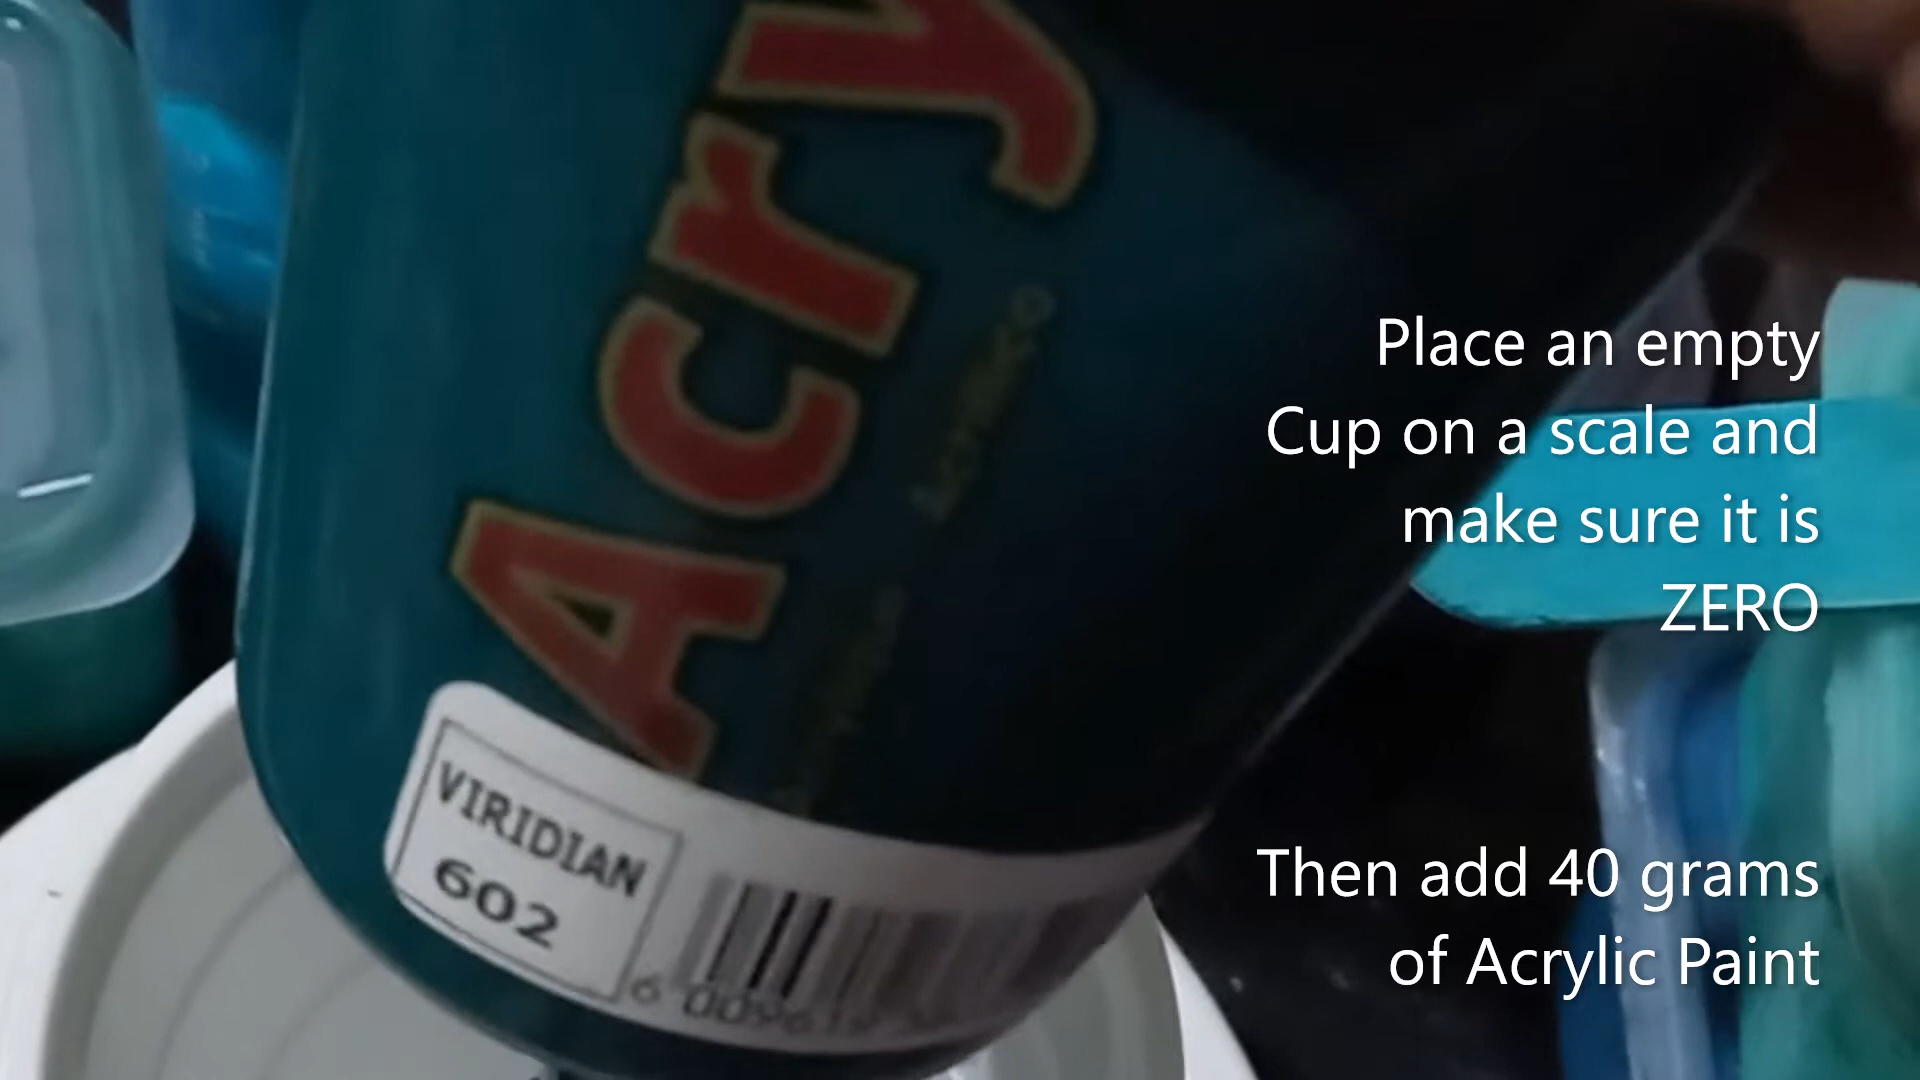 Acry
VIRIDIAN
602
Place an empty
Cup on a scale and
make sure it is
ZERO
Then add 40 grams
of Acrylic Paint